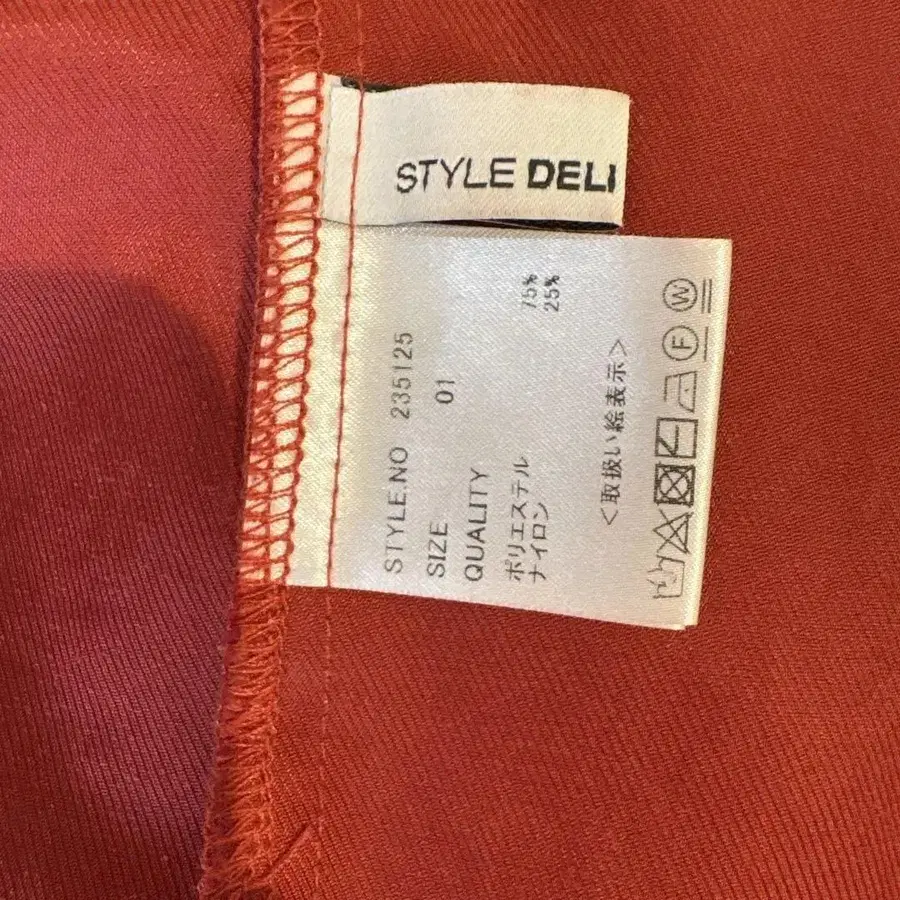 STYLE DELI
STYLE.NO 235125
SIZE 01
QUALITY
ポリエステル 75%
ナイロン 25%
<取扱い絵表示>
F W